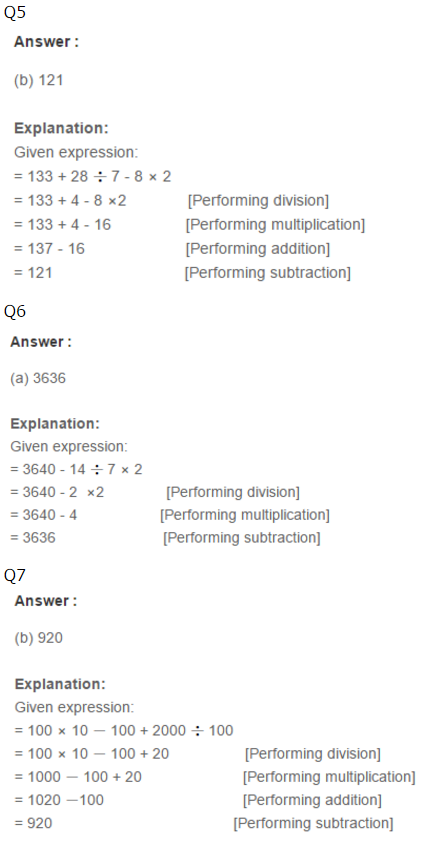 Q5
Answer :
(b) 121
Explanation:
Given expression:
= 133 + 28 ÷ 7 - 8 × 2
= 133 + 4 - 8 ×2 [Performing division]
= 133 + 4 - 16 [Performing multiplication]
= 137 - 16 [Performing addition]
= 121 [Performing subtraction]
Q6
Answer :
(a) 3636
Explanation:
Given expression:
= 3640 - 14 ÷ 7 × 2
= 3640 - 2 ×2 [Performing division]
= 3640 - 4 [Performing multiplication]
= 3636 [Performing subtraction]
Q7
Answer :
(b) 920
Explanation:
Given expression:
= 100 × 10 — 100 + 2000 ÷ 100
= 100 × 10 — 100 + 20 [Performing division]
= 1000 — 100 + 20 [Performing multiplication]
= 1020 —100 [Performing addition]
= 920 [Performing subtraction]